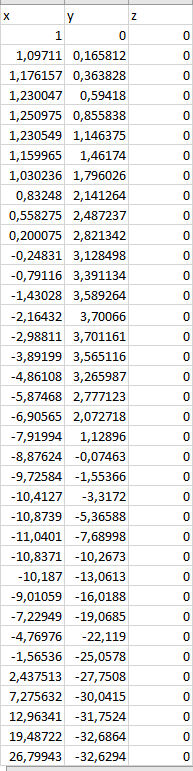 x y z
1 0 0
1,09711 0,165812 0
1,176157 0,363828 0
1,230047 0,59418 0
1,250975 0,855838 0
1,230549 1,146375 0
1,159965 1,46174 0
1,030236 1,796026 0
0,83248 2,141264 0
0,558275 2,487237 0
0,200075 2,821342 0
-0,24831 3,128498 0
-0,79116 3,391134 0
-1,43028 3,589264 0
-2,16432 3,70066 0
-2,98811 3,701161 0
-3,89199 3,565116 0
-4,86108 3,265987 0
-5,87468 2,777123 0
-6,90565 2,072718 0
-7,91994 1,12896 0
-8,87624 -0,07463 0
-9,72584 -1,55366 0
-10,4127 -3,3172 0
-10,8739 -5,36588 0
-11,0401 -7,68998 0
-10,8371 -10,2673 0
-10,187 -13,0613 0
-9,01059 -16,0188 0
-7,22949 -19,0685 0
-4,76976 -22,119 0
-1,56536 -25,0578 0
2,437513 -27,7508 0
7,275632 -30,0415 0
12,96341 -31,7524 0
19,48722 -32,6864 0
26,79943 -32,6294 0